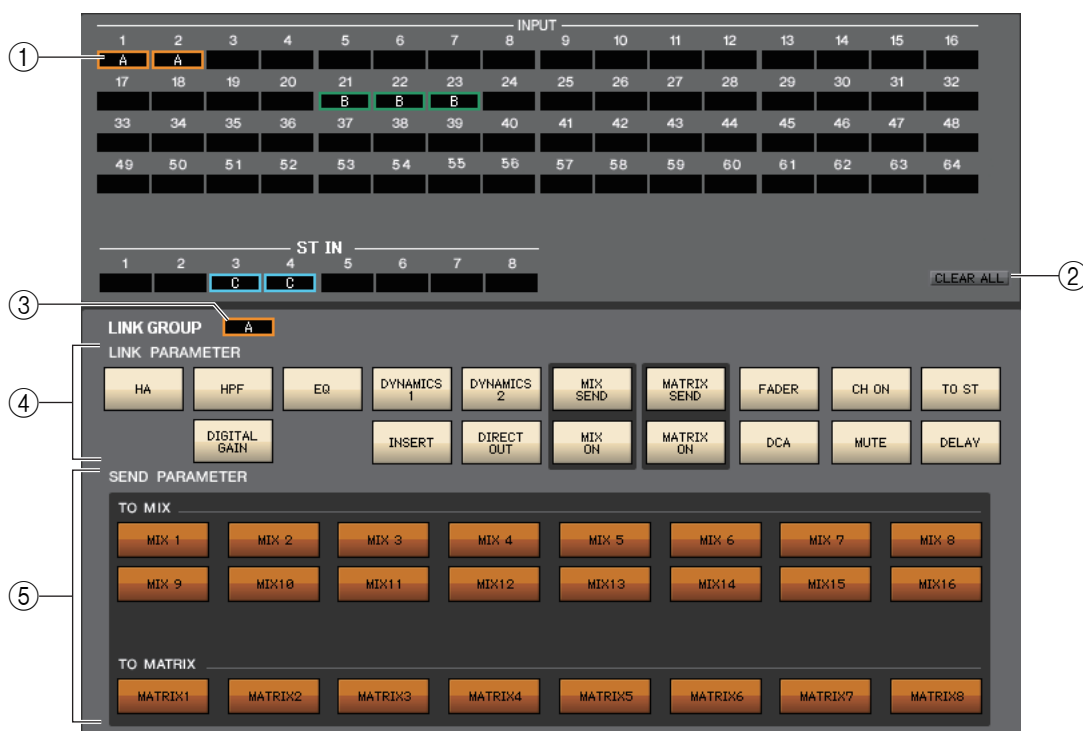 INPUT
1 2 3 4 5 6 7 8 9 10 11 12 13 14 15 16
① A A
17 18 19 20 21 22 23 24 25 26 27 28 29 30 31 32
B B B
33 34 35 36 37 38 39 40 41 42 43 44 45 46 47 48
49 50 51 52 53 54 55 56 57 58 59 60 61 62 63 64
ST IN
1 2 3 4 5 6 7 8
C C
CLEAR ALL ②
③
LINK GROUP A
LINK PARAMETER
④
HA HPF EQ DYNAMICS 1 DYNAMICS 2 MIX SEND MATRIX SEND FADER CH ON TO ST
DIGITAL GAIN INSERT DIRECT OUT MIX ON MATRIX ON DCA MUTE DELAY
SEND PARAMETER
⑤
TO MIX
MIX 1 MIX 2 MIX 3 MIX 4 MIX 5 MIX 6 MIX 7 MIX 8
MIX 9 MIX10 MIX11 MIX12 MIX13 MIX14 MIX15 MIX16
TO MATRIX
MATRIX1 MATRIX2 MATRIX3 MATRIX4 MATRIX5 MATRIX6 MATRIX7 MATRIX8